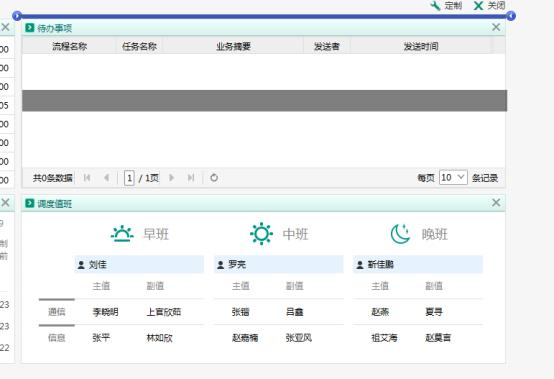 定制 关闭
待办事项
流程名称 任务名称 业务摘要 发送者 发送时间
00
00
00
05
00
00
00
00
共0条数据 1 / 1页 每页 10 条记录
调度值班
9
早班 中班 晚班
制
前
刘佳 罗亮 靳佳鹏
主值 副值 主值 副值 主值 副值
23
通信 李晓明 上官欣茹 张镏 吕鑫 赵燕 夏寻
23
信息 张平 林如欣 赵嘉楠 张亚风 祖艾海 赵莫言
22